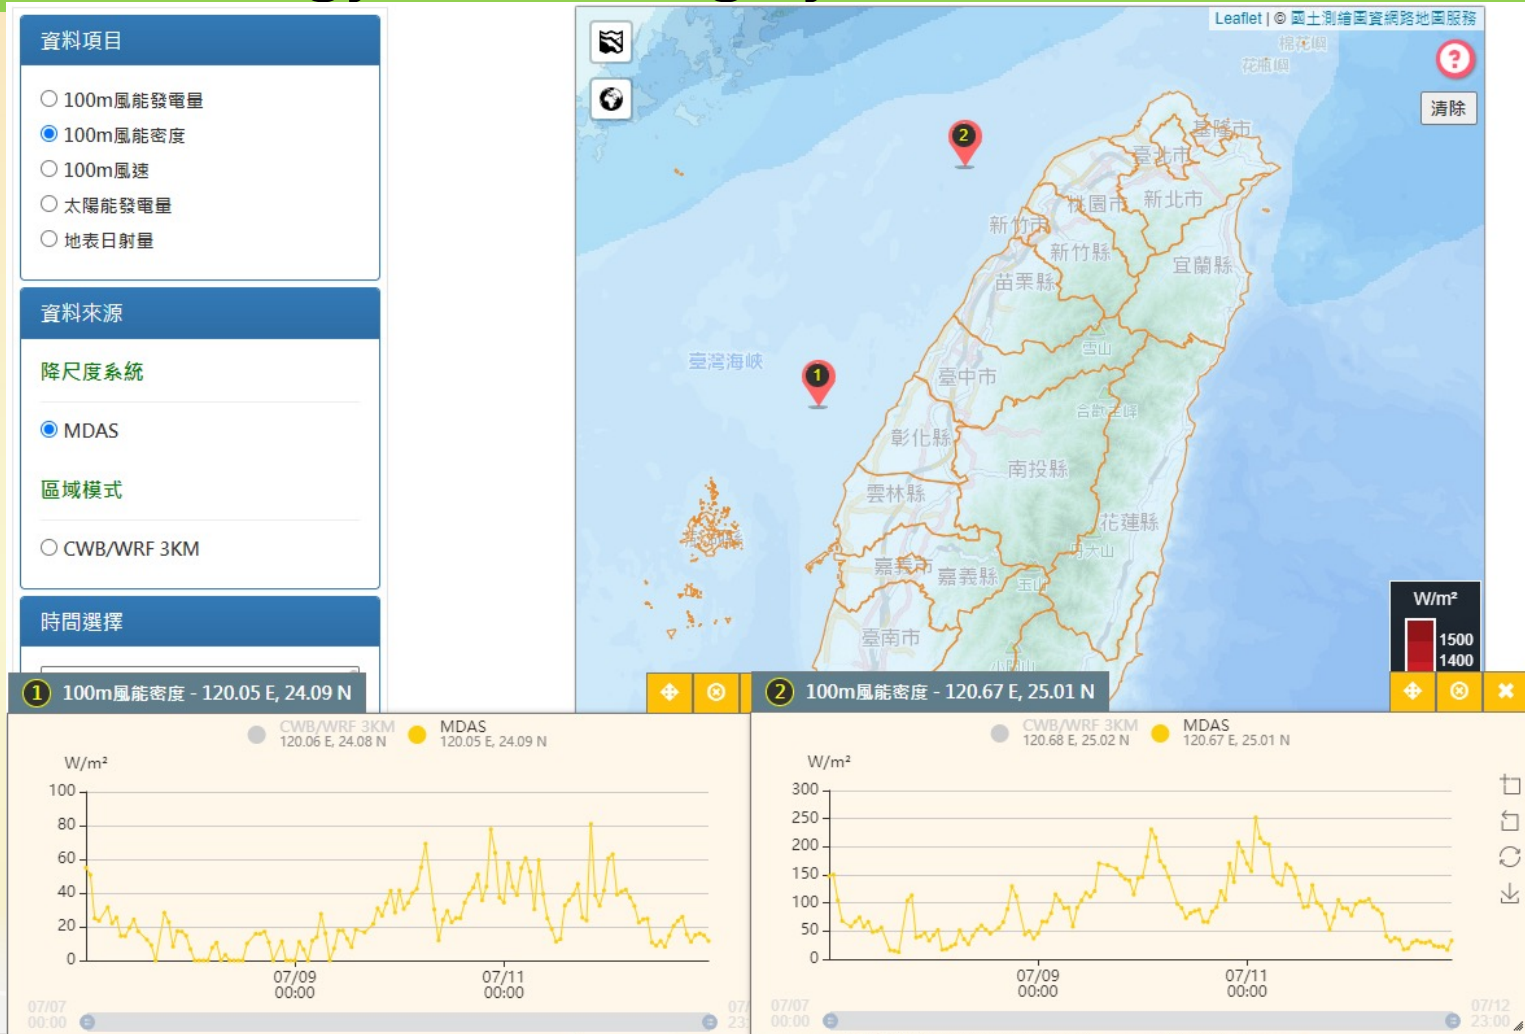 資料項目
100m風能發電量
100m風能密度
100m風速
太陽能發電量
地表日射量
資料來源
降尺度系統
MDAS
區域模式
CWB/WRF 3KM
時間選擇
Leaflet | © 國土測繪圖資網路地圖服務
棉花嶼
花瓶嶼
?
清除
2
基隆市
臺北市
新北市
桃園市
新竹市
新竹縣
宜蘭縣
苗栗縣
雪山
臺灣海峽
1
臺中市
合歡主峰
彰化縣
南投縣
雲林縣
花蓮縣
嘉義市
嘉義縣
玉山
臺南市
W/m²
1500
1400
1 100m風能密度 - 120.05 E, 24.09 N
CWB/WRF 3KM
120.06 E, 24.08 N
MDAS
120.05 E, 24.09 N
W/m²
100
80
60
40
20
0
07/09
00:00
07/11
00:00
07/07
00:00
07/
23:
2 100m風能密度 - 120.67 E, 25.01 N
CWB/WRF 3KM
120.68 E, 25.02 N
MDAS
120.67 E, 25.01 N
W/m²
300
250
200
150
100
50
0
07/09
00:00
07/11
00:00
07/07
00:00
07/12
23:00